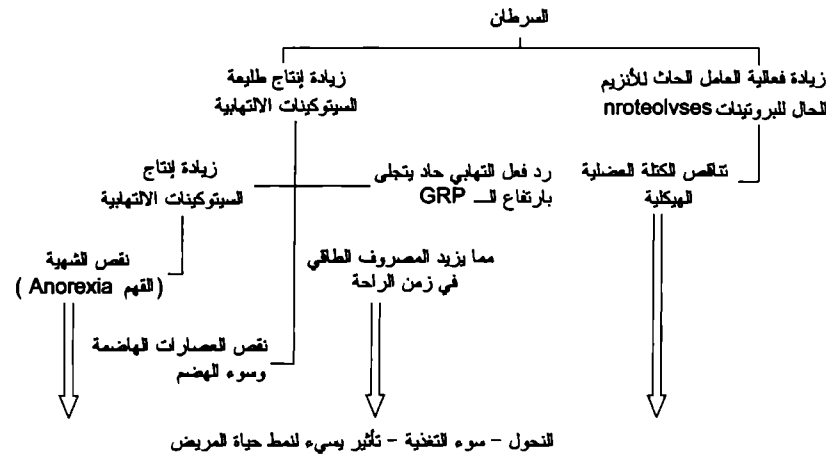 السرطان
زيادة فعالية العامل الحاث للأنزيم
الحال للبروتينات nroteolvses
زيادة إنتاج طليعة
السيتوكينات الالتهابية
تناقص الكتلة العضلية
الهيكلية
رد فعل التهابي حاد يتجلى
بارتفاع الـ GRP
زيادة إنتاج
السيتوكينات الالتهابية
مما يزيد المصروف الطاقي
في زمن الراحة
نقص الشهية
(القهم Anorexia )
نقص العصارات الهاضمة
وسوء الهضم
النحول – سوء التغذية – تأثير يسيء لنمط حياة المريض